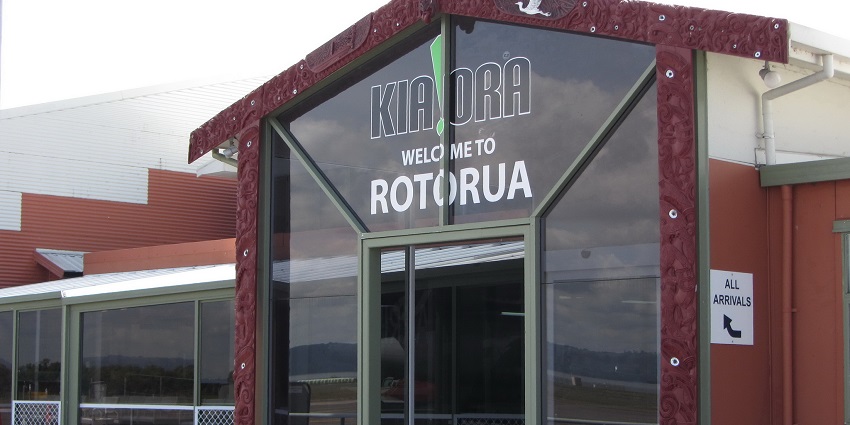 KIA ORA
WELCOME TO
ROTORUA
ALL
ARRIVALS